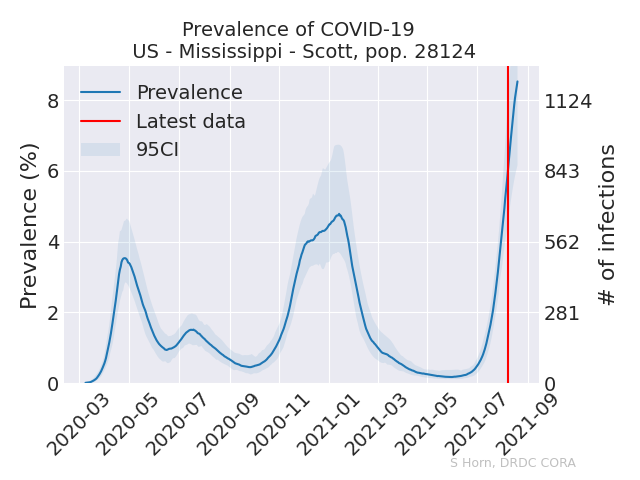 Prevalence of COVID-19
US - Mississippi - Scott, pop. 28124
Prevalence
Latest data
95CI
Prevalence (%)
8
6
4
2
0
1124
843
562
281
0
# of infections
2020-03
2020-05
2020-07
2020-09
2020-11
2021-01
2021-03
2021-05
2021-07
2021-09
S Horn, DRDC CORA